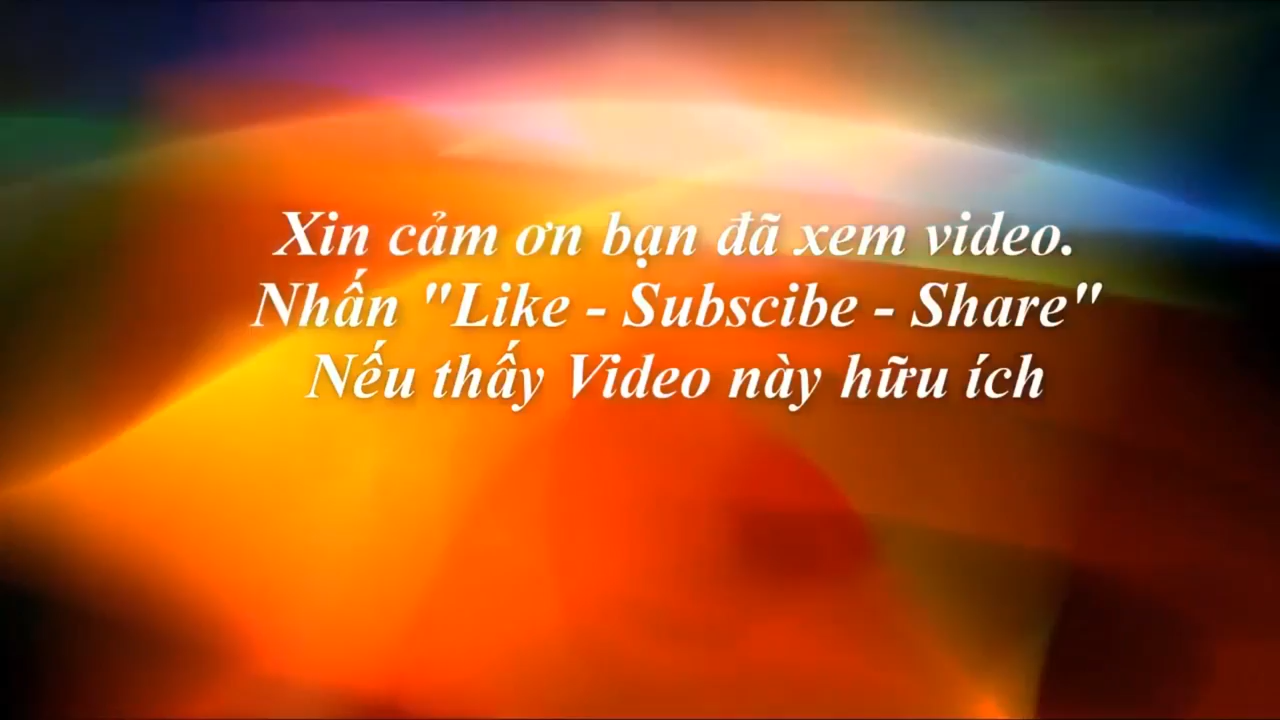 Xin cảm ơn bạn đã xem video.
Nhấn "Like - Subscibe - Share"
Nếu thấy Video này hữu ích